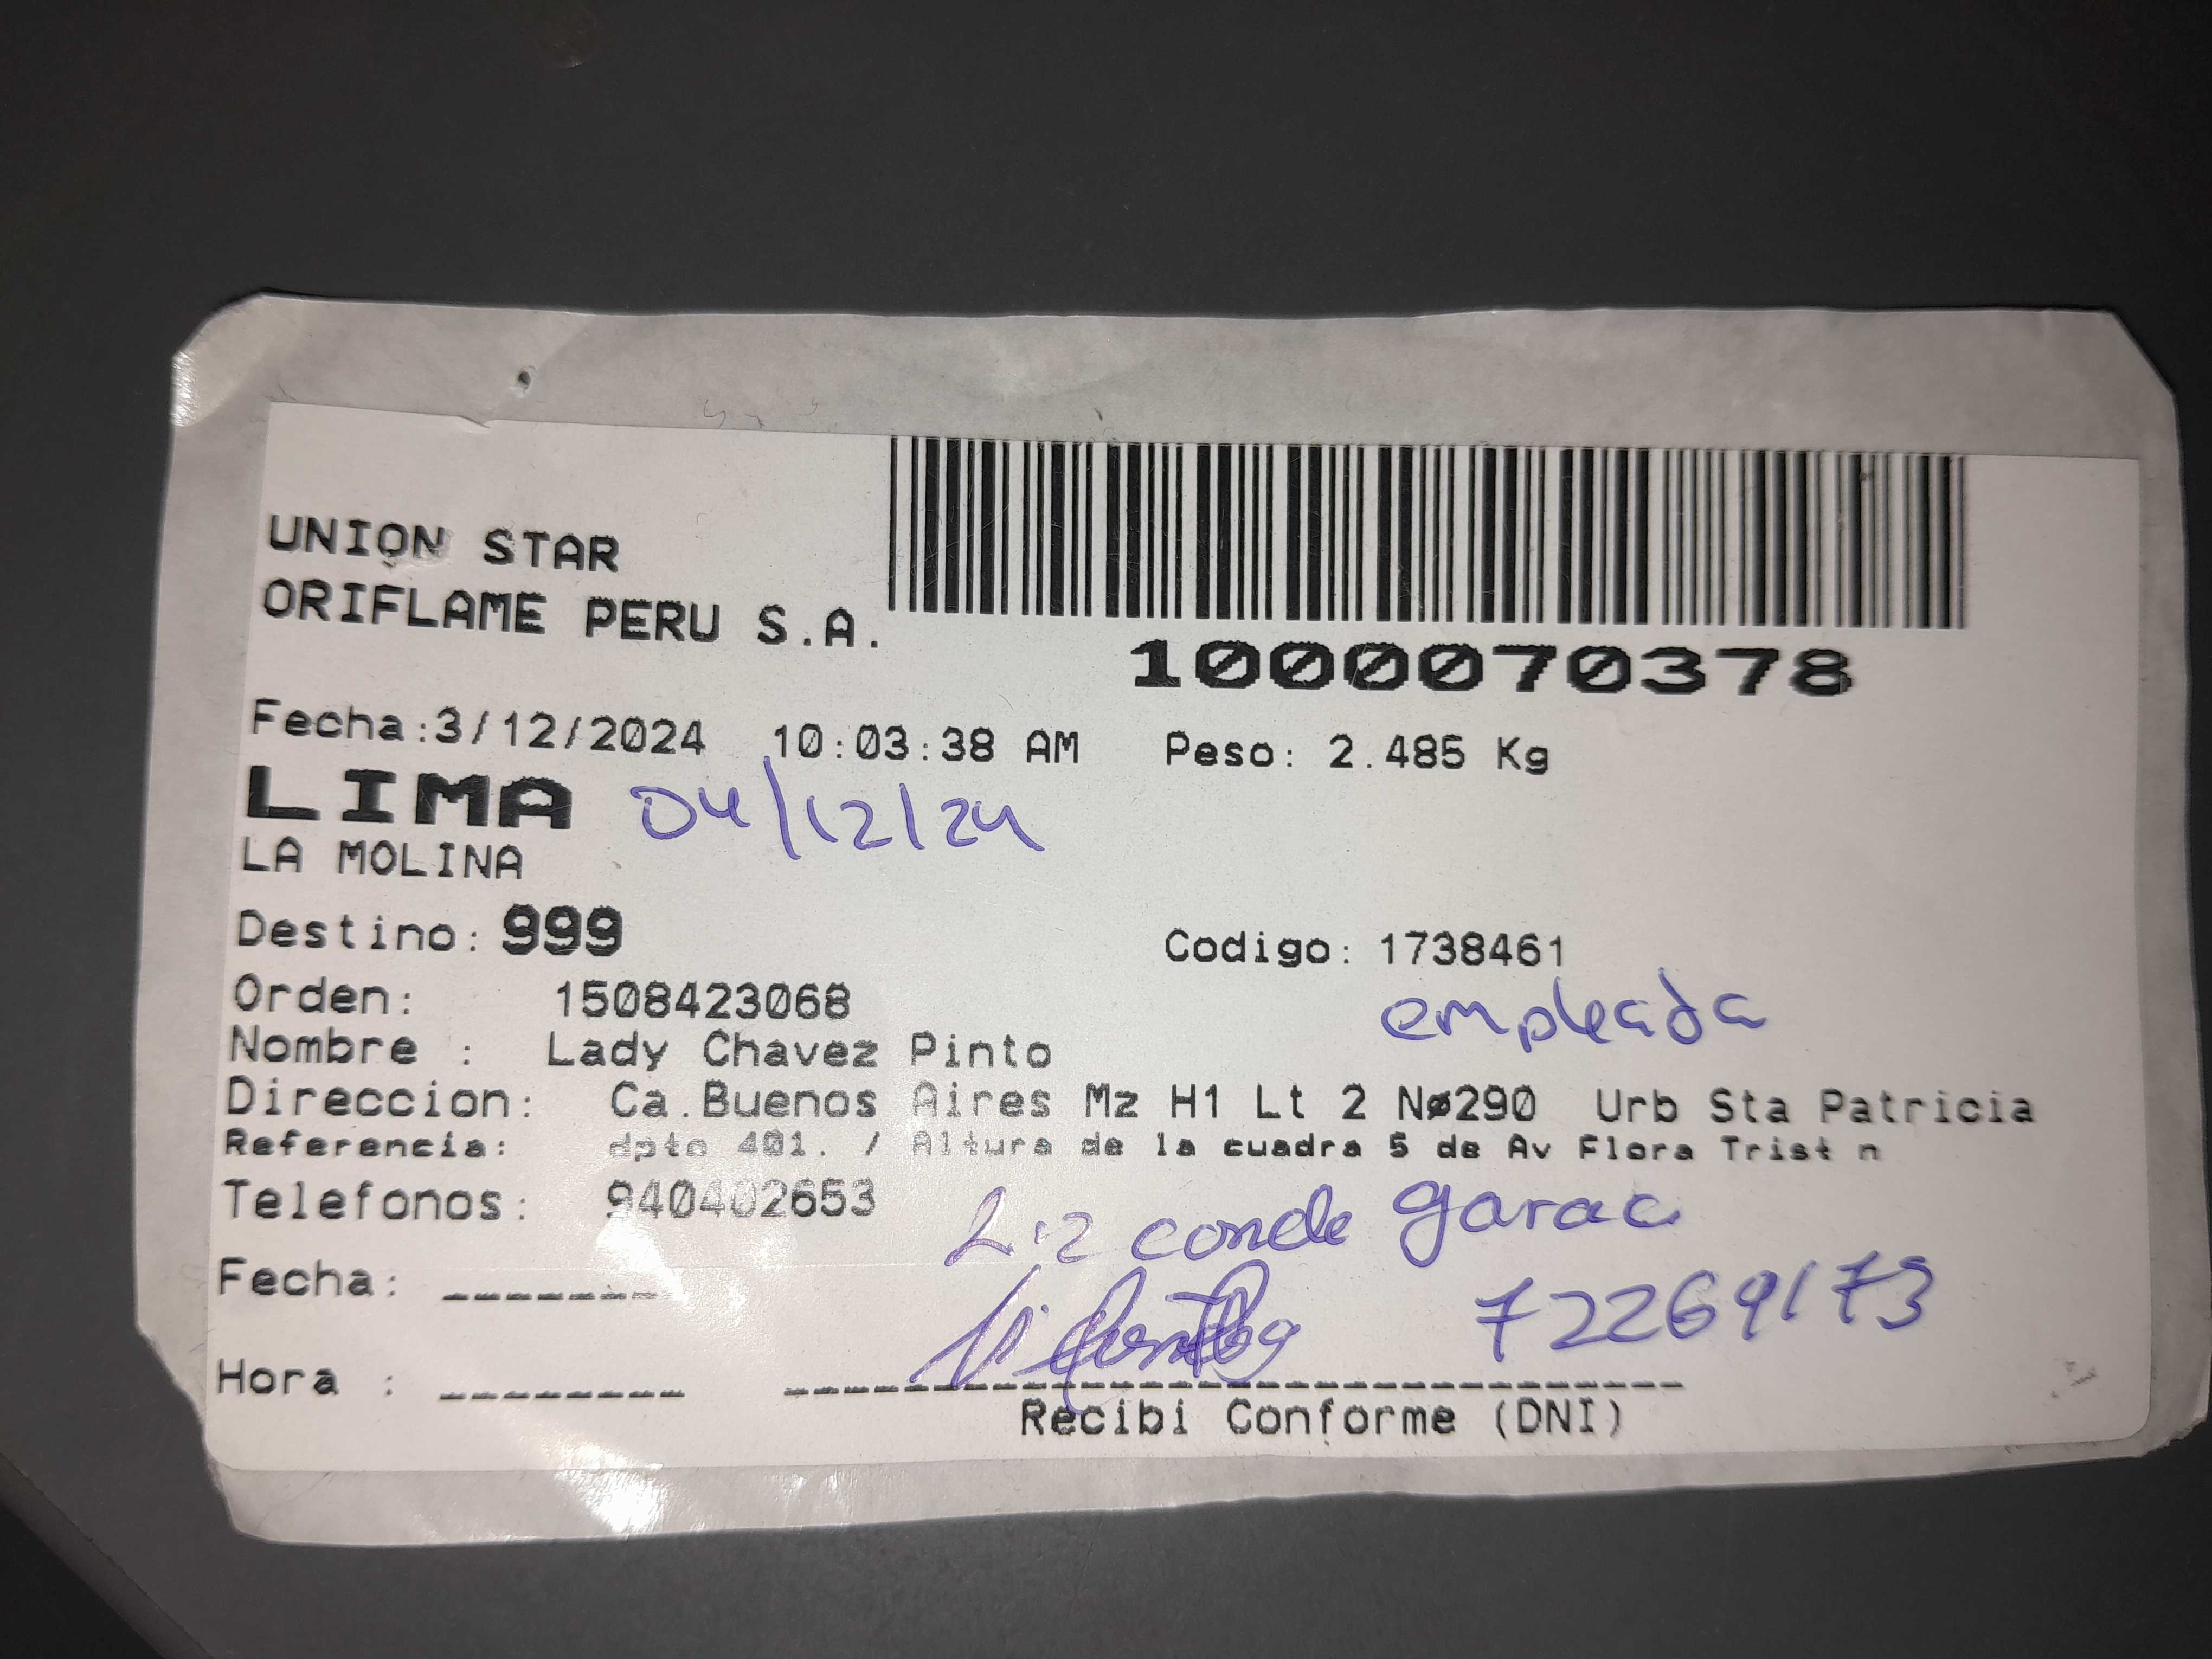 UNION STAR
ORIFLAME PERU S.A.
1000070378
Fecha:3/12/2024 10:03:38 AM Peso: 2.485 Kg
LIMA 04/12/24
LA MOLINA
Destino: 999 Codigo: 1738461
empleada
Orden: 1508423068
Nombre : Lady Chavez Pinto
Direccion: Ca.Buenos Aires Mz H1 Lt 2 Nø290 Urb Sta Patricia
Referencia: dpto 401. / Altura de la cuadra 5 de Av Flora Trist n
Telefonos: 940402653
Liz conde garac
Fecha:
72269173
Hora :
Recibi Conforme (DNI)